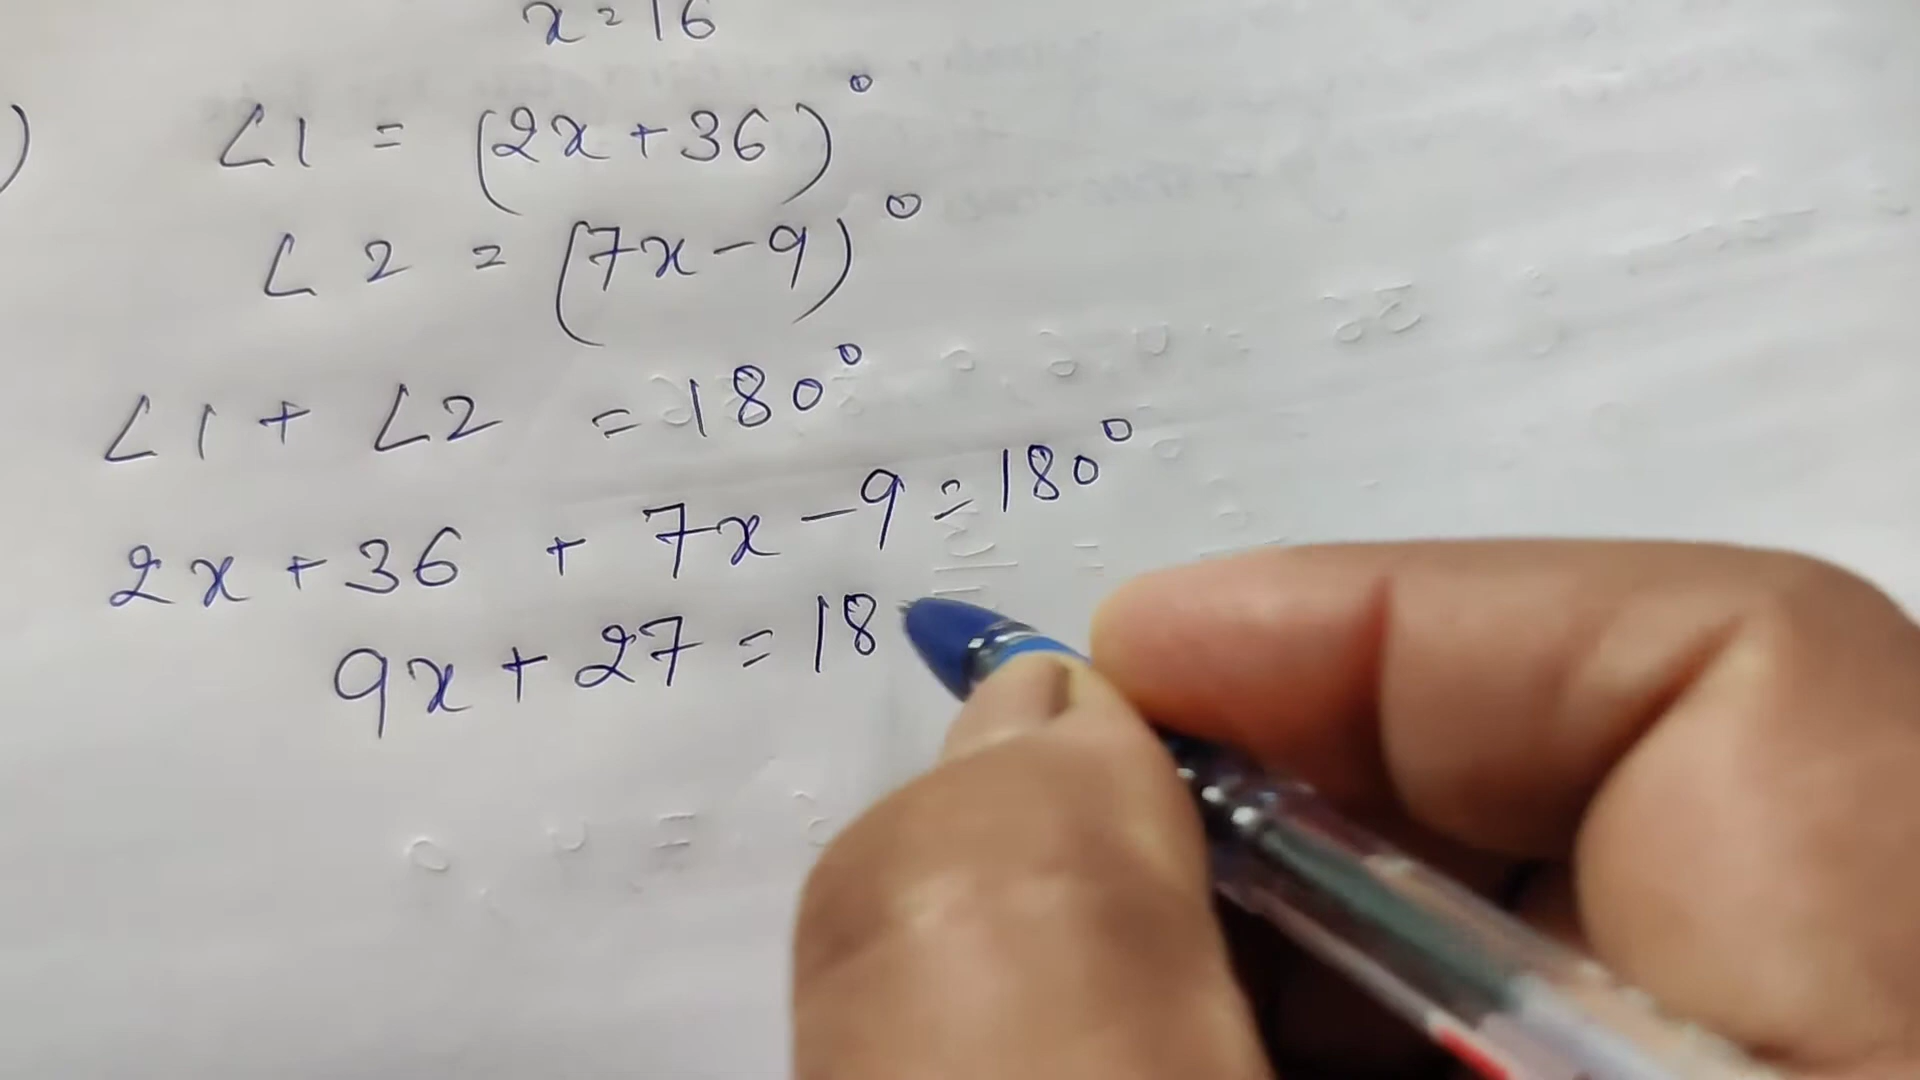 x = 16
) ∠1 = (2x + 36)°
∠2 = (7x - 9)°
∠1 + ∠2 = 180°
2x + 36 + 7x - 9 = 180°
9x + 27 = 18